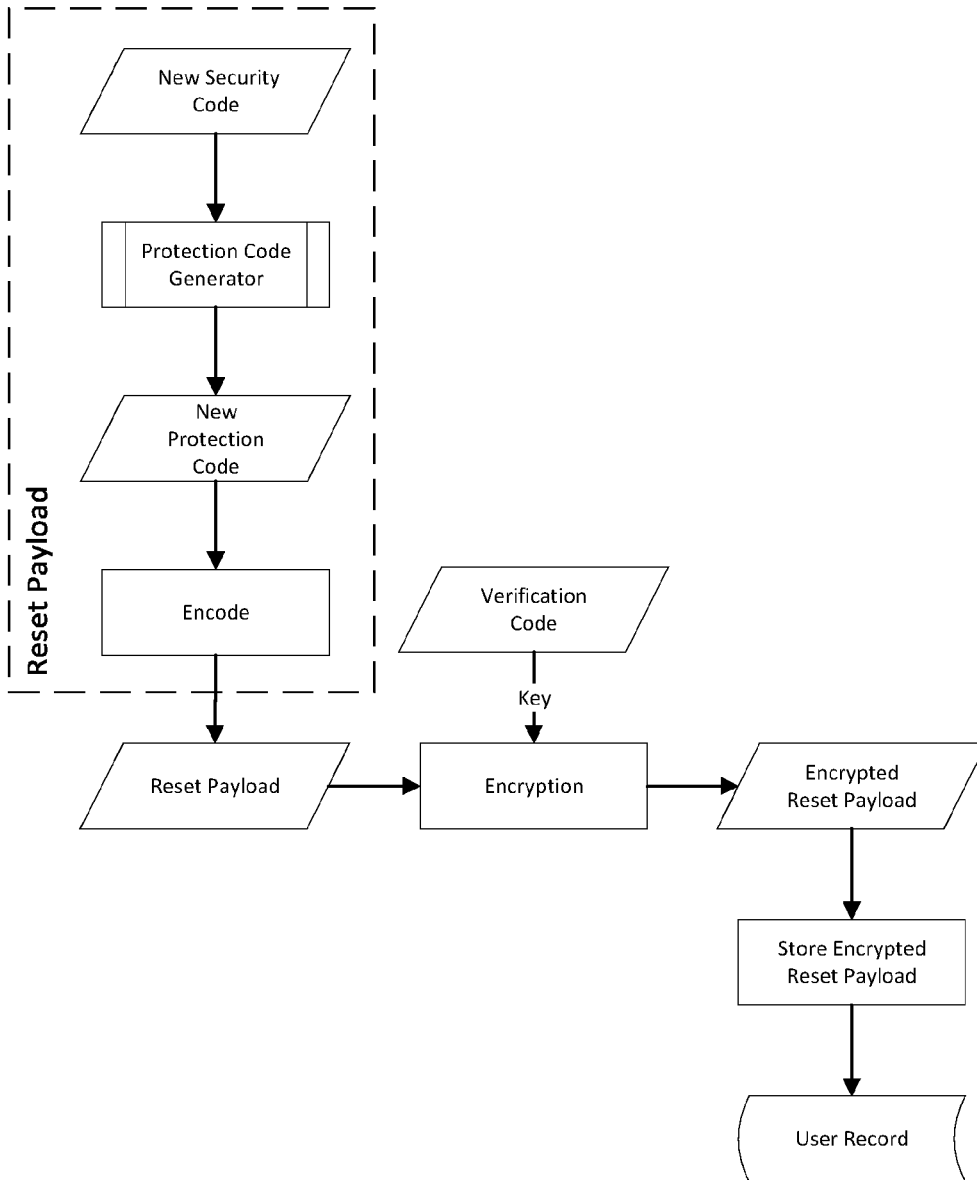 New Security
Code
Protection Code
Generator
New
Protection
Code
Reset Payload
Encode
Verification
Code
Key
Reset Payload
Encryption
Encrypted
Reset Payload
Store Encrypted
Reset Payload
User Record